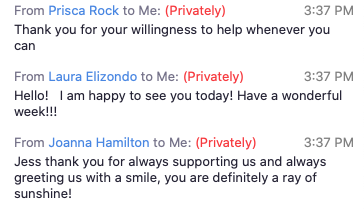 From Prisca Rock to Me: (Privately) 3:37 PM
Thank you for your willingness to help whenever you
can
From Laura Elizondo to Me: (Privately) 3:37 PM
Hello!   I am happy to see you today! Have a wonderful
week!!!
From Joanna Hamilton to Me: (Privately) 3:37 PM
Jess thank you for always supporting us and always
greeting us with a smile, you are definitely a ray of
sunshine!